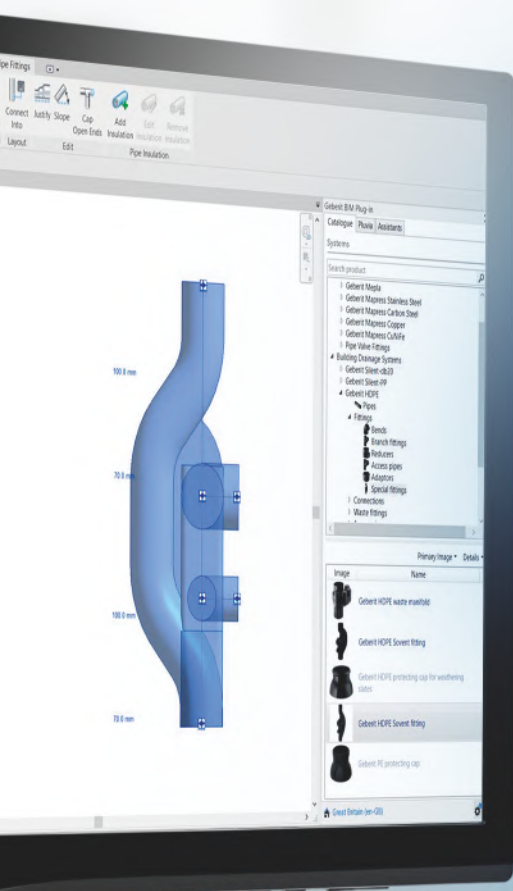 Pipe Fittings
Connect Into
Justify
Slope
Cap Open Ends
Add Insulation
Edit Insulation
Remove Insulation
Layout
Edit
Pipe Insulation
Geberit BIM Plug-in
Catalogue Pluvia Assistants
Systems
Search product
Geberit Mepla
Geberit Mapress Stainless Steel
Geberit Mapress Carbon Steel
Geberit Mapress Copper
Geberit Mapress CuNiFe
Pipe Valve Fittings
Building Drainage Systems
Geberit Silent-db20
Geberit Silent-PP
Geberit HDPE
Pipes
Fittings
Bends
Branch fittings
Reducers
Access pipes
Adaptors
Special fittings
Connections
Waste fittings
100.0 mm
70.0 mm
100.0 mm
70.0 mm
Primary Image Details
Image Name
Geberit HDPE waste manifold
Geberit HDPE Sovent fitting
Geberit HDPE protecting cap for weathering
slates
Geberit HDPE Sovent fitting
Geberit PE protecting cap
Great Britain (en-GB)